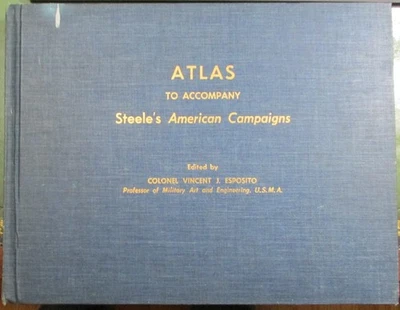 ATLAS
TO ACCOMPANY
Steele's American Campaigns
Edited by
COLONEL VINCENT J. ESPOSITO
Professor of Military Art and Engineering, U.S.M.A.